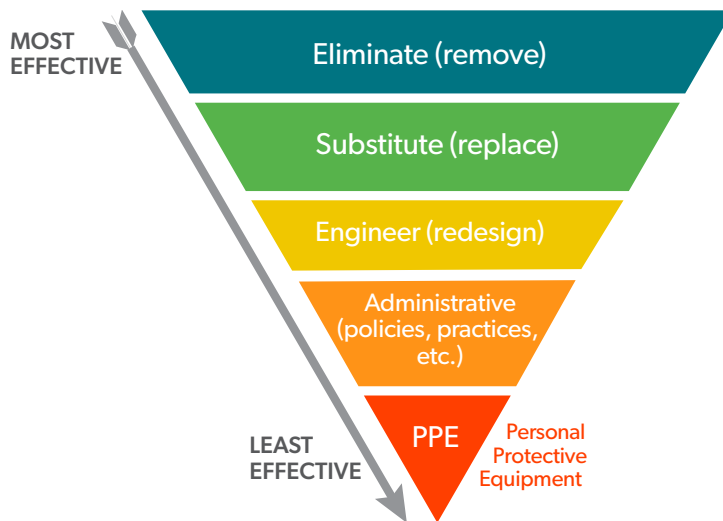 MOST
EFFECTIVE
Eliminate (remove)
Substitute (replace)
Engineer (redesign)
Administrative
(policies, practices,
etc.)
PPE
Personal
Protective
Equipment
LEAST
EFFECTIVE